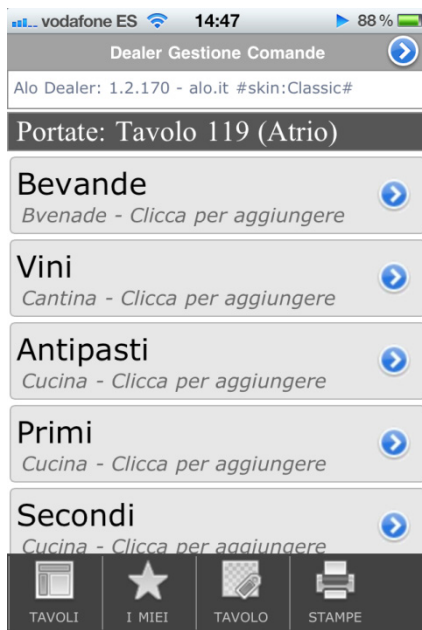 vodafone ES 14:47 88 %
Dealer Gestione Comande
Alo Dealer: 1.2.170 - alo.it #skin:Classic#
Portate: Tavolo 119 (Atrio)
Bevande
Bvenade - Clicca per aggiungere
Vini
Cantina - Clicca per aggiungere
Antipasti
Cucina - Clicca per aggiungere
Primi
Cucina - Clicca per aggiungere
Secondi
Cucina - Clicca per aggiungere
TAVOLI I MIEI TAVOLO STAMPE